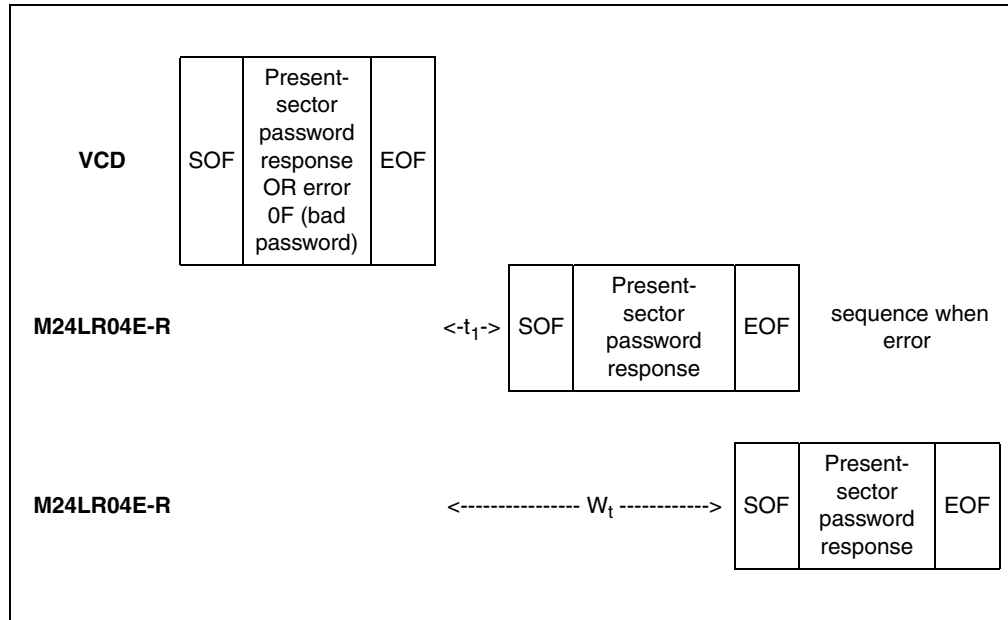 Present-
sector
password
response
OR error
0F (bad
password)
VCD
SOF
EOF
M24LR04E-R
<-t₁->
SOF
Present-
sector
password
response
EOF
sequence when
error
M24LR04E-R
<---------------- Wₜ ------------>
SOF
Present-
sector
password
response
EOF